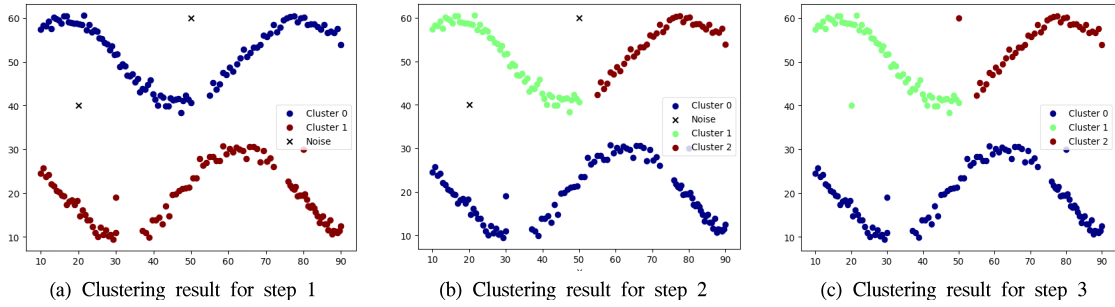 60
50
40
30
20
10
10 20 30 40 50 60 70 80 90
Cluster 0
Cluster 1
Noise
(a) Clustering result for step 1
60
50
40
30
20
10
10 20 30 40 50 60 70 80 90
x
Cluster 0
Noise
Cluster 1
Cluster 2
(b) Clustering result for step 2
60
50
40
30
20
10
10 20 30 40 50 60 70 80 90
Cluster 0
Cluster 1
Cluster 2
(c) Clustering result for step 3